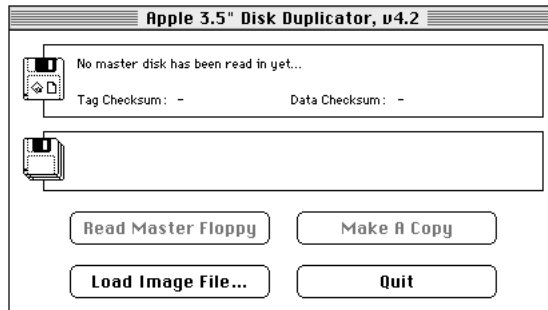 Apple 3.5" Disk Duplicator, v4.2
No master disk has been read in yet...
Tag Checksum: - Data Checksum: -
Read Master Floppy Make A Copy
Load Image File... Quit